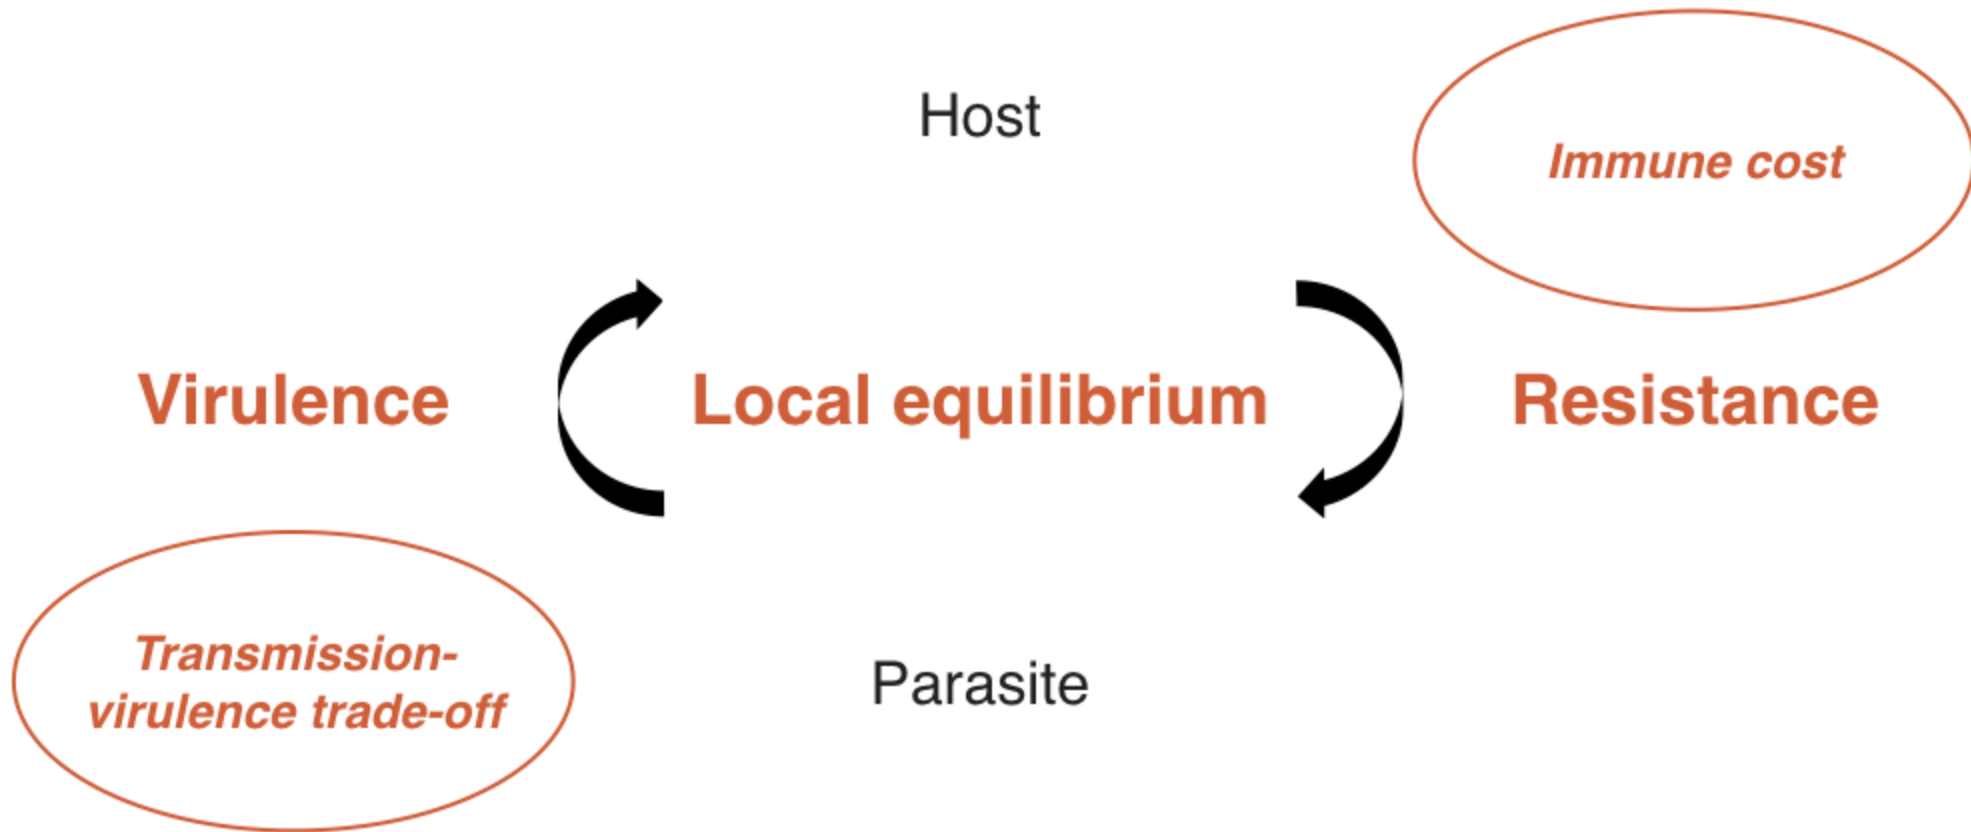 Host
Immune cost
Virulence
Local equilibrium
Resistance
Transmission-
virulence trade-off
Parasite